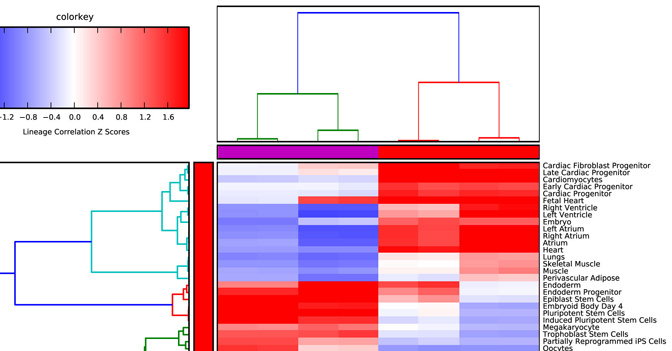 colorkey
-1.2 -0.8 -0.4 0.0 0.4 0.8 1.2 1.6
Lineage Correlation Z Scores
Cardiac Fibroblast Progenitor
Late Cardiac Progenitor
Cardiomyocytes
Early Cardiac Progenitor
Cardiac Progenitor
Fetal Heart
Right Ventricle
Left Ventricle
Embryo
Left Atrium
Right Atrium
Atrium
Heart
Lungs
Skeletal Muscle
Muscle
Perivascular Adipose
Endoderm
Endoderm Progenitor
Epiblast Stem Cells
Embryoid Body Day 4
Pluripotent Stem Cells
Induced Pluripotent Stem Cells
Megakaryocyte
Trophoblast Stem Cells
Partially Reprogrammed iPS Cells
Oocytes